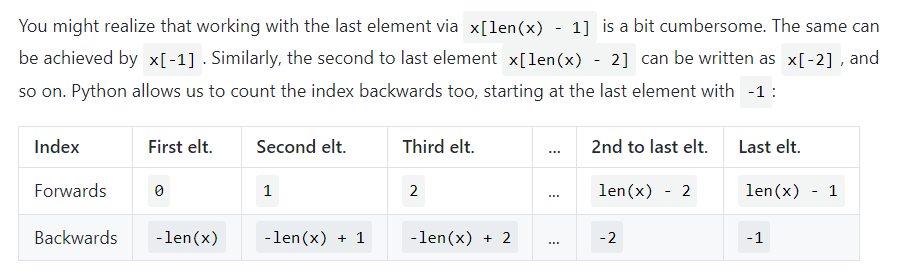 You might realize that working with the last element via x[len(x) - 1] is a bit cumbersome. The same can
be achieved by x[-1] . Similarly, the second to last element x[len(x) - 2] can be written as x[-2] , and
so on. Python allows us to count the index backwards too, starting at the last element with -1 :
Index First elt. Second elt. Third elt. ... 2nd to last elt. Last elt.
Forwards 0 1 2 ... len(x) - 2 len(x) - 1
Backwards -len(x) -len(x) + 1 -len(x) + 2 ... -2 -1